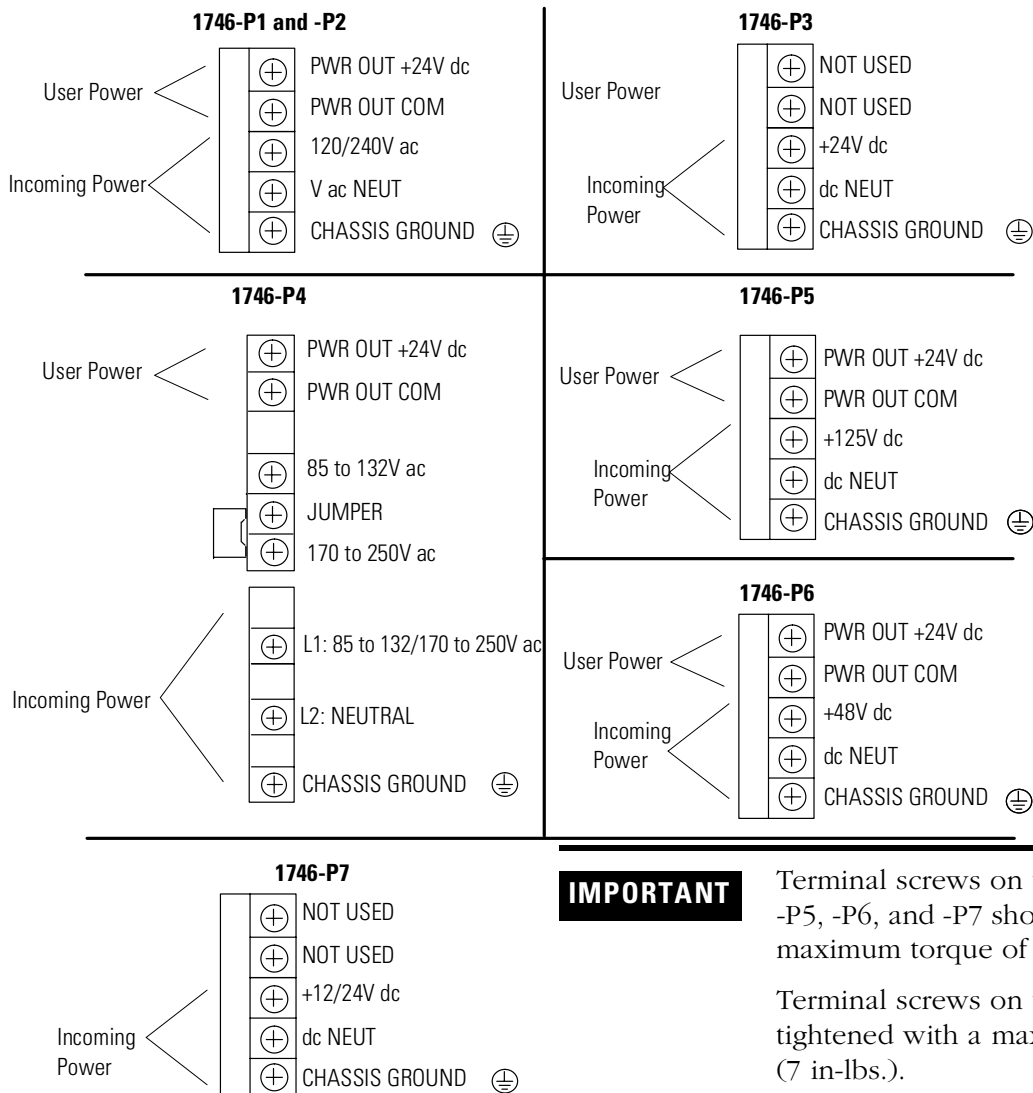 1746-P1 and -P2
User Power
PWR OUT +24V dc
PWR OUT COM
Incoming Power
120/240V ac
V ac NEUT
CHASSIS GROUND
1746-P3
User Power
NOT USED
NOT USED
Incoming
Power
+24V dc
dc NEUT
CHASSIS GROUND
1746-P4
User Power
PWR OUT +24V dc
PWR OUT COM
85 to 132V ac
JUMPER
170 to 250V ac
Incoming Power
L1: 85 to 132/170 to 250V ac
L2: NEUTRAL
CHASSIS GROUND
1746-P5
User Power
PWR OUT +24V dc
PWR OUT COM
Incoming
Power
+125V dc
dc NEUT
CHASSIS GROUND
1746-P6
User Power
PWR OUT +24V dc
PWR OUT COM
Incoming
Power
+48V dc
dc NEUT
CHASSIS GROUND
1746-P7
NOT USED
NOT USED
Incoming
Power
+12/24V dc
dc NEUT
CHASSIS GROUND
IMPORTANT
Terminal screws on
-P5, -P6, and -P7
maximum torque of
Terminal screws on
tightened with a
(7 in-lbs.).